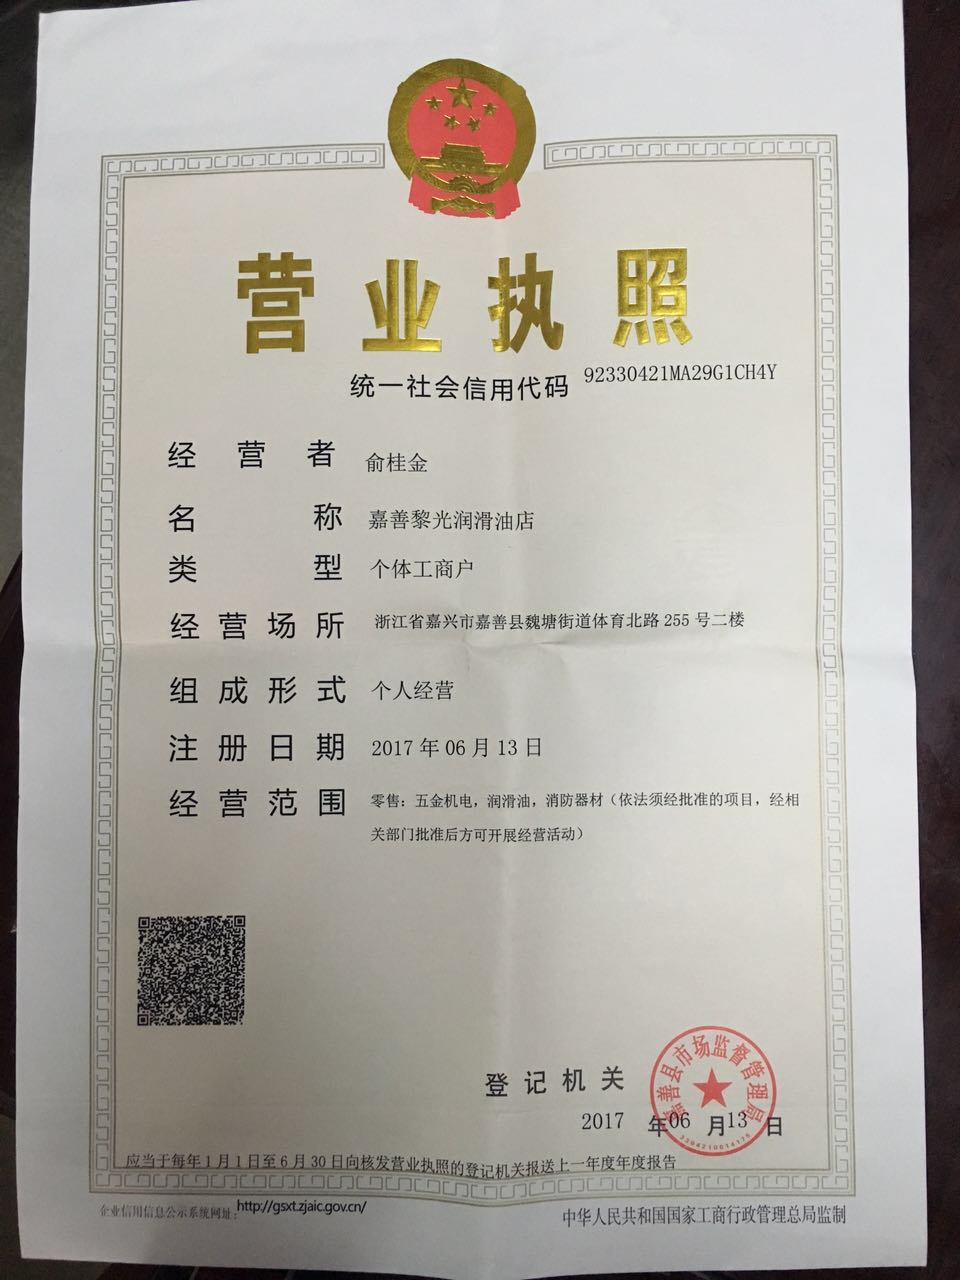 营业执照
统一社会信用代码 92330421MA29G1CH4Y
经营者 俞桂金
名称 嘉善黎光润滑油店
类型 个体工商户
经营场所 浙江省嘉兴市嘉善县魏塘街道体育北路255号二楼
组成形式 个人经营
注册日期 2017年06月13日
经营范围 零售：五金机电，润滑油，消防器材（依法须经批准的项目，经相
关部门批准后方可开展经营活动）
嘉善县市场监督管理局
登记机关
2017 年06 月13 日
3304210014175
应当于每年1月1日至6月30日向核发营业执照的登记机关报送上一年度年度报告
企业信用信息公示系统网址：http://gsxt.zjaic.gov.cn/
中华人民共和国国家工商行政管理总局监制